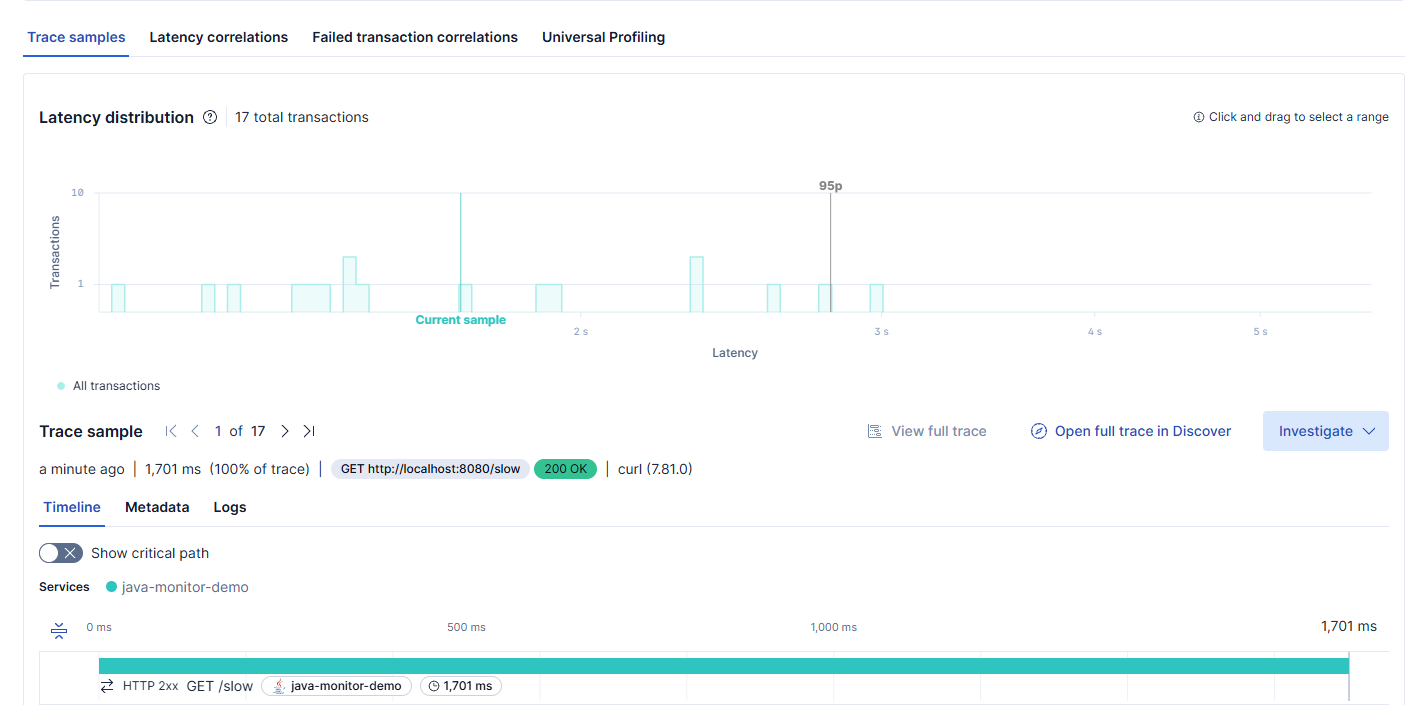 Trace samples Latency correlations Failed transaction correlations Universal Profiling
Latency distribution 17 total transactions Click and drag to select a range
95p
10
Transactions
1
Current sample
2 s 3 s 4 s 5 s
Latency
All transactions
Trace sample 1 of 17 View full trace Open full trace in Discover Investigate
a minute ago | 1,701 ms (100% of trace) | GET http://localhost:8080/slow 200 OK | curl (7.81.0)
Timeline Metadata Logs
Show critical path
Services java-monitor-demo
0 ms 500 ms 1,000 ms 1,701 ms
HTTP 2xx GET /slow java-monitor-demo 1,701 ms